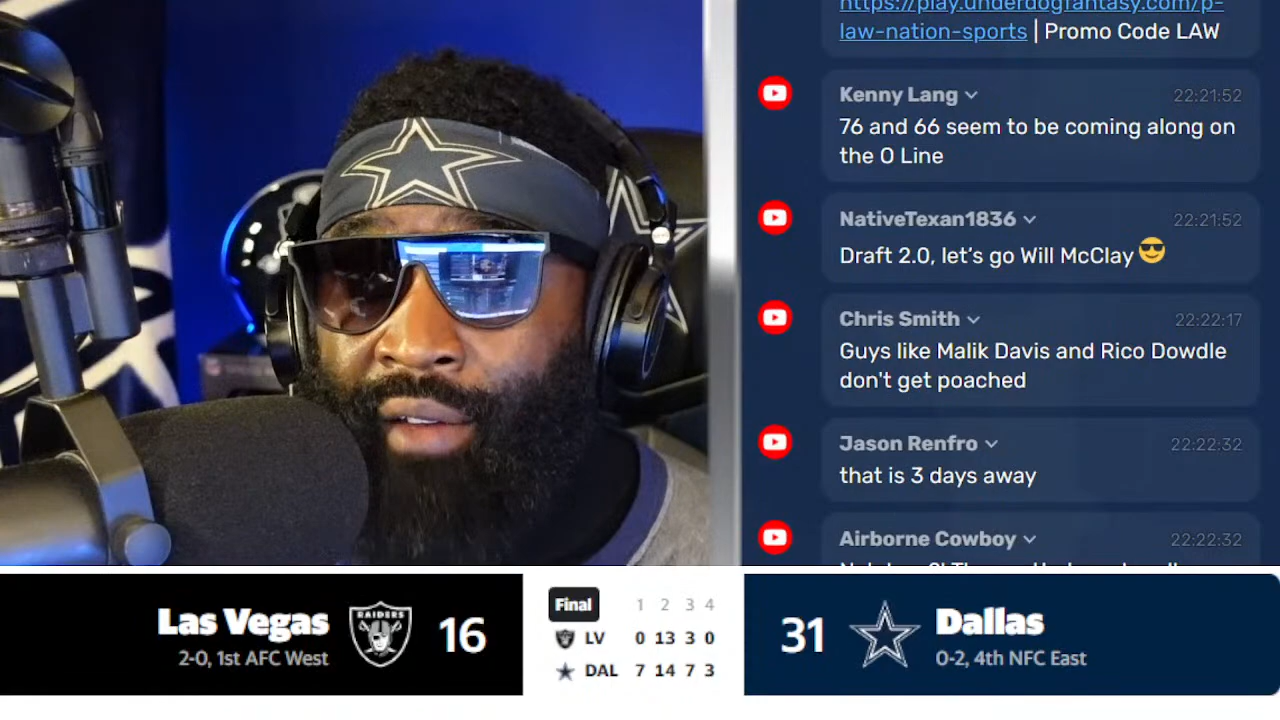 https://play.underdogfantasy.com/p-
law-nation-sports | Promo Code LAW
Kenny Lang 22:21:52
76 and 66 seem to be coming along on
the O Line
NativeTexan1836 22:21:52
Draft 2.0, let's go Will McClay 😎
Chris Smith 22:22:17
Guys like Malik Davis and Rico Dowdle
don't get poached
Jason Renfro 22:22:32
that is 3 days away
Airborne Cowboy 22:22:32
Las Vegas
2-0, 1st AFC West
RAIDERS
16
Final 1 2 3 4
LV 0 13 3 0
DAL 7 14 7 3
31
Dallas
0-2, 4th NFC East